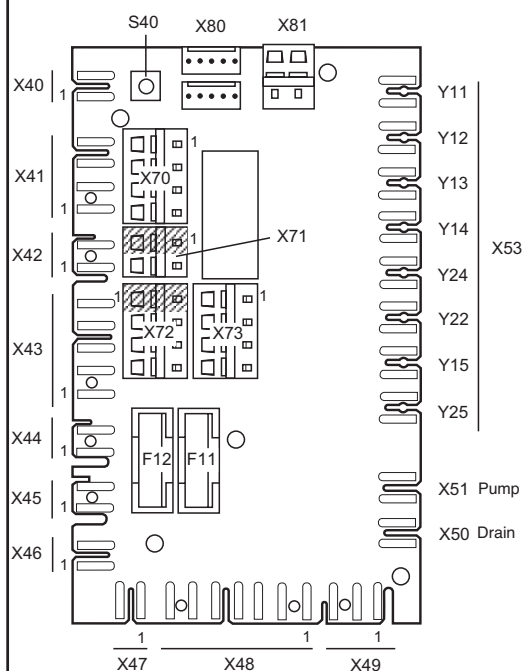 S40 X80 X81
X40 1
Y11
Y12
X41 1
X70 1
Y13
X42 1
1
X71
Y14
X53
Y24
X43 1
1
X72
X73
1
Y22
Y15
X44 1
F12 F11
Y25
X45 1
X51 Pump
X46 1
X50 Drain
1 1 1
X47 X48 X49